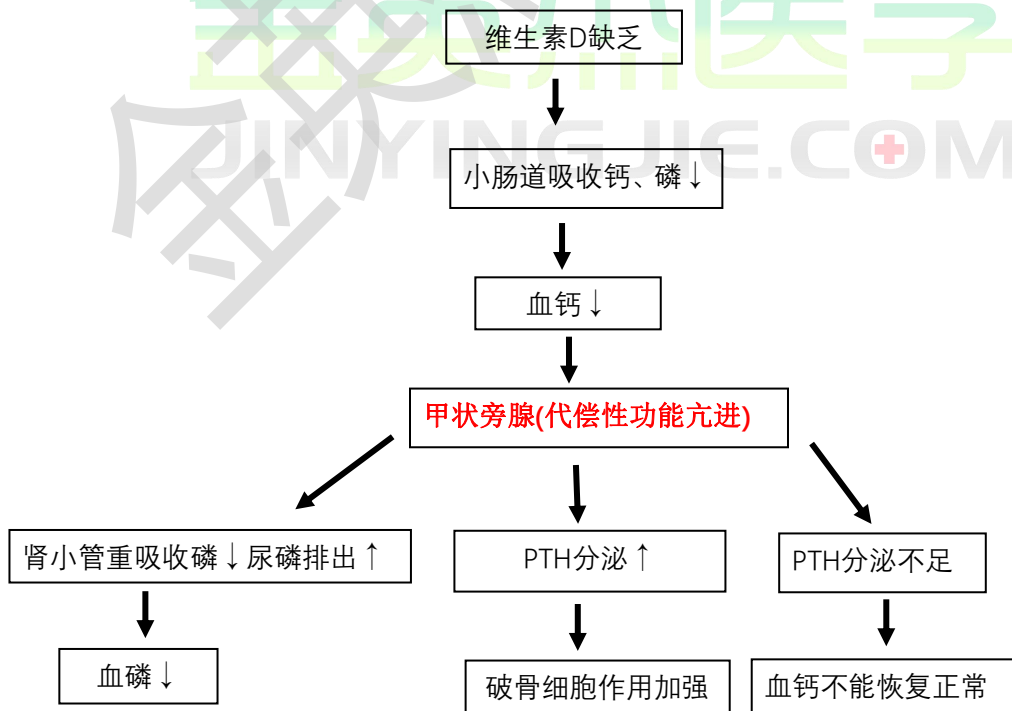 维生素D缺乏
JINYINGJIE.COM
小肠道吸收钙、磷↓
血钙↓
甲状旁腺(代偿性功能亢进)
肾小管重吸收磷↓尿磷排出↑
PTH分泌↑
PTH分泌不足
血磷↓
破骨细胞作用加强
血钙不能恢复正常